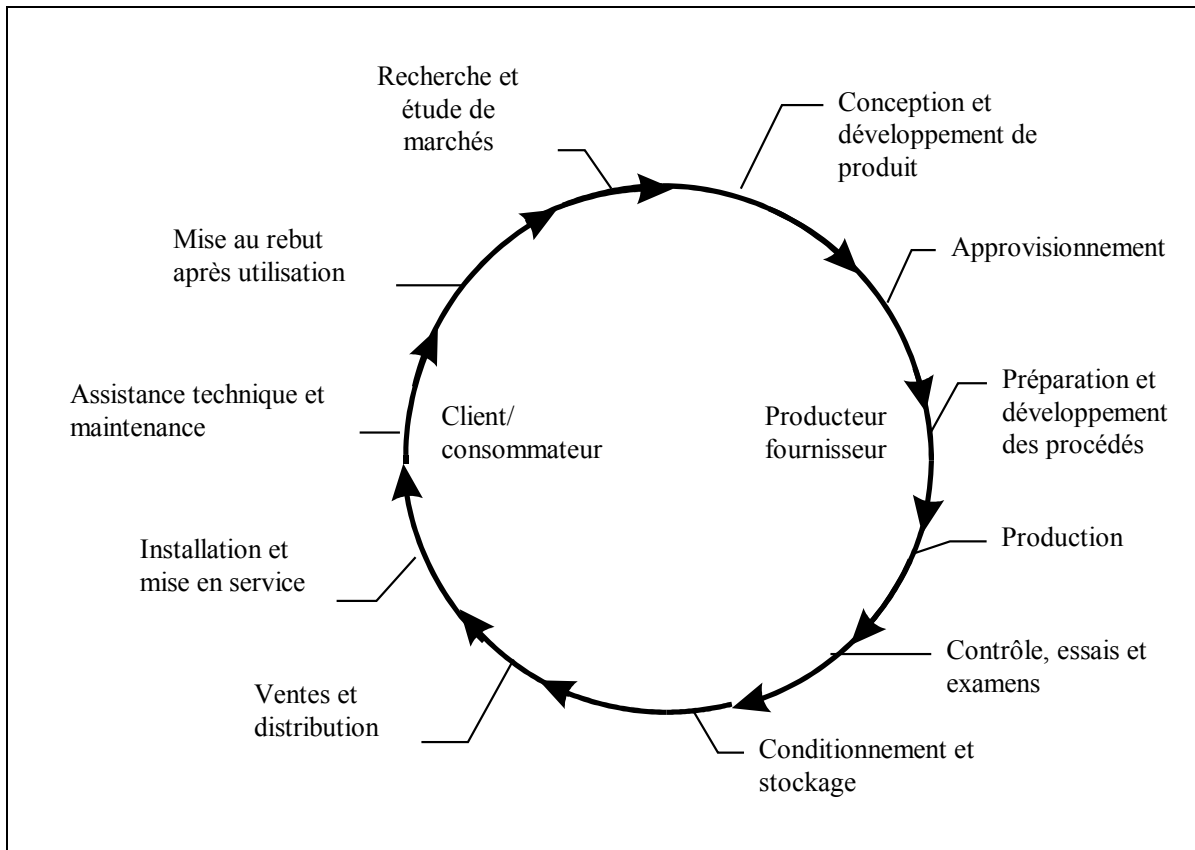 Recherche et
étude de
marchés
Conception et
développement de
produit
Approvisionnement
Préparation et
développement
des procédés
Production
Contrôle, essais et
examens
Conditionnement et
stockage
Ventes et
distribution
Installation et
mise en service
Assistance technique et
maintenance
Mise au rebut
après utilisation
Client/
consommateur
Producteur
fournisseur